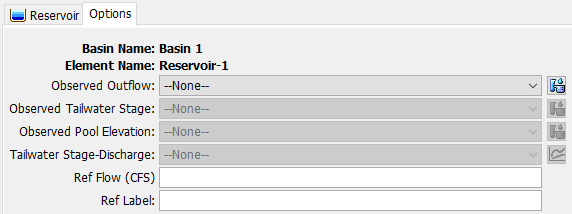 Reservoir Options
Basin Name: Basin 1
Element Name: Reservoir-1
Observed Outflow: --None--
Observed Tailwater Stage: --None--
Observed Pool Elevation: --None--
Tailwater Stage-Discharge: --None--
Ref Flow (CFS)
Ref Label: